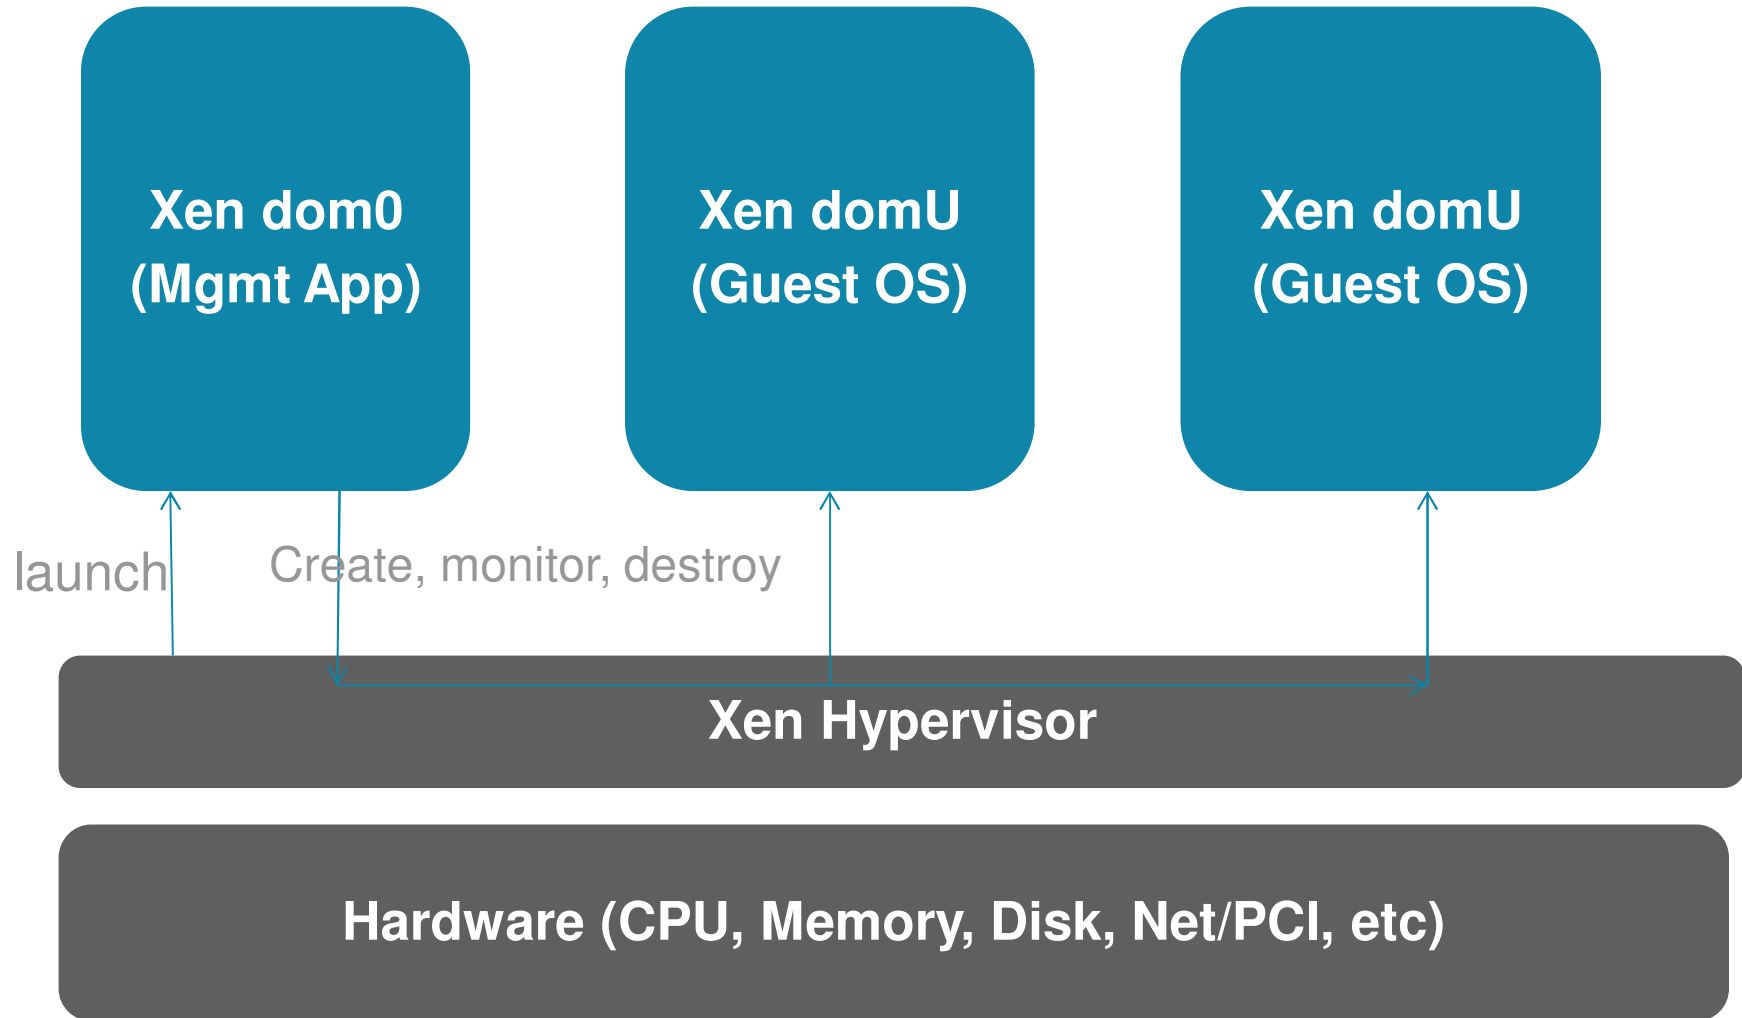 Xen dom0
(Mgmt App)
Xen domU
(Guest OS)
Xen domU
(Guest OS)
launch
Create, monitor, destroy
Xen Hypervisor
Hardware (CPU, Memory, Disk, Net/PCI, etc)